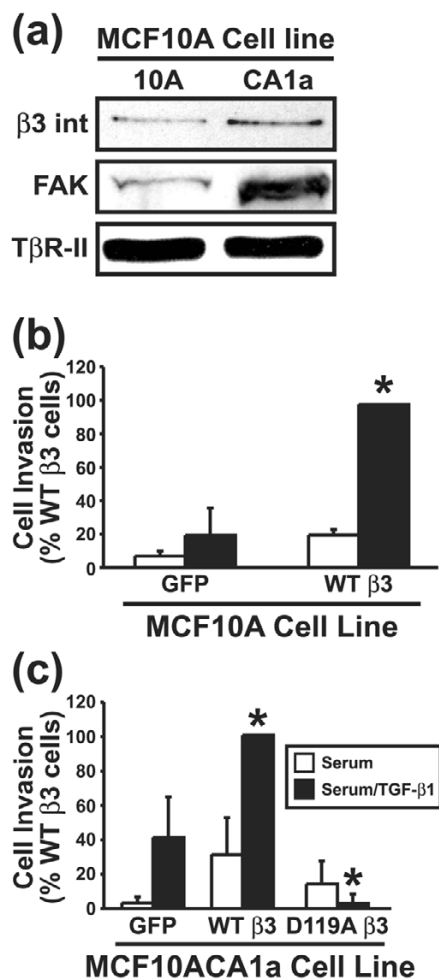 (a)
MCF10A Cell line
10A CA1a
β3 int
FAK
TβR-II
(b)
Cell Invasion
(% WT β3 cells)
120
100
80
60
40
20
0
*
GFP WT β3
MCF10A Cell Line
(c)
Cell Invasion
(% WT β3 cells)
120
100
80
60
40
20
0
*
*
Serum
Serum/TGF-β1
GFP WT β3 D119A β3
MCF10ACA1a Cell Line